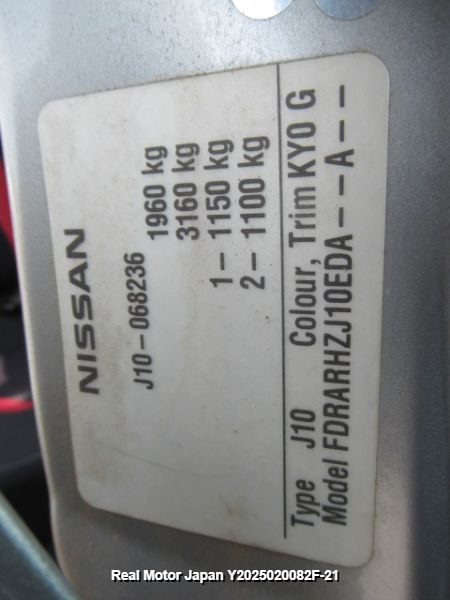 NISSAN
J10-068236
1960 kg
3160 kg
1- 1150 kg
2- 1100 kg
Type J10 Colour, Trim KY0 G
Model FDRARHZJ10EDA---A--
Real Motor Japan Y2025020082F-21